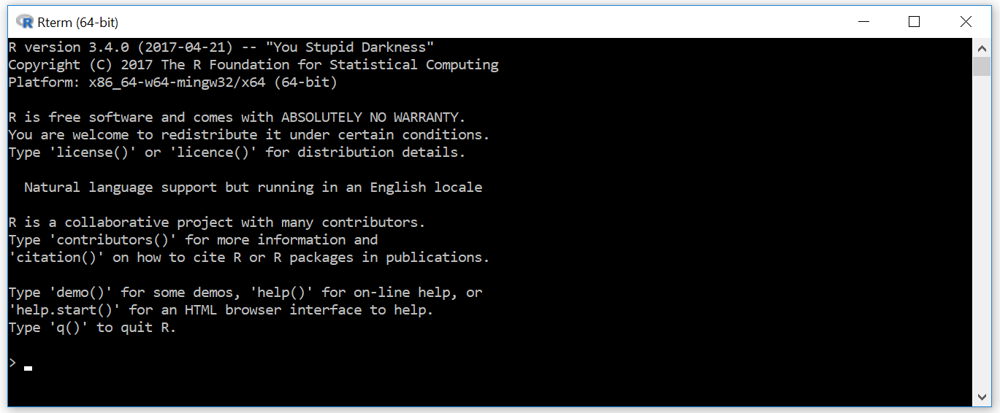 Rterm (64-bit)
R version 3.4.0 (2017-04-21) -- "You Stupid Darkness"
Copyright (C) 2017 The R Foundation for Statistical Computing
Platform: x86_64-w64-mingw32/x64 (64-bit)
R is free software and comes with ABSOLUTELY NO WARRANTY.
You are welcome to redistribute it under certain conditions.
Type 'license()' or 'licence()' for distribution details.
Natural language support but running in an English locale
R is a collaborative project with many contributors.
Type 'contributors()' for more information and
'citation()' on how to cite R or R packages in publications.
Type 'demo()' for some demos, 'help()' for on-line help, or
'help.start()' for an HTML browser interface to help.
Type 'q()' to quit R.
>